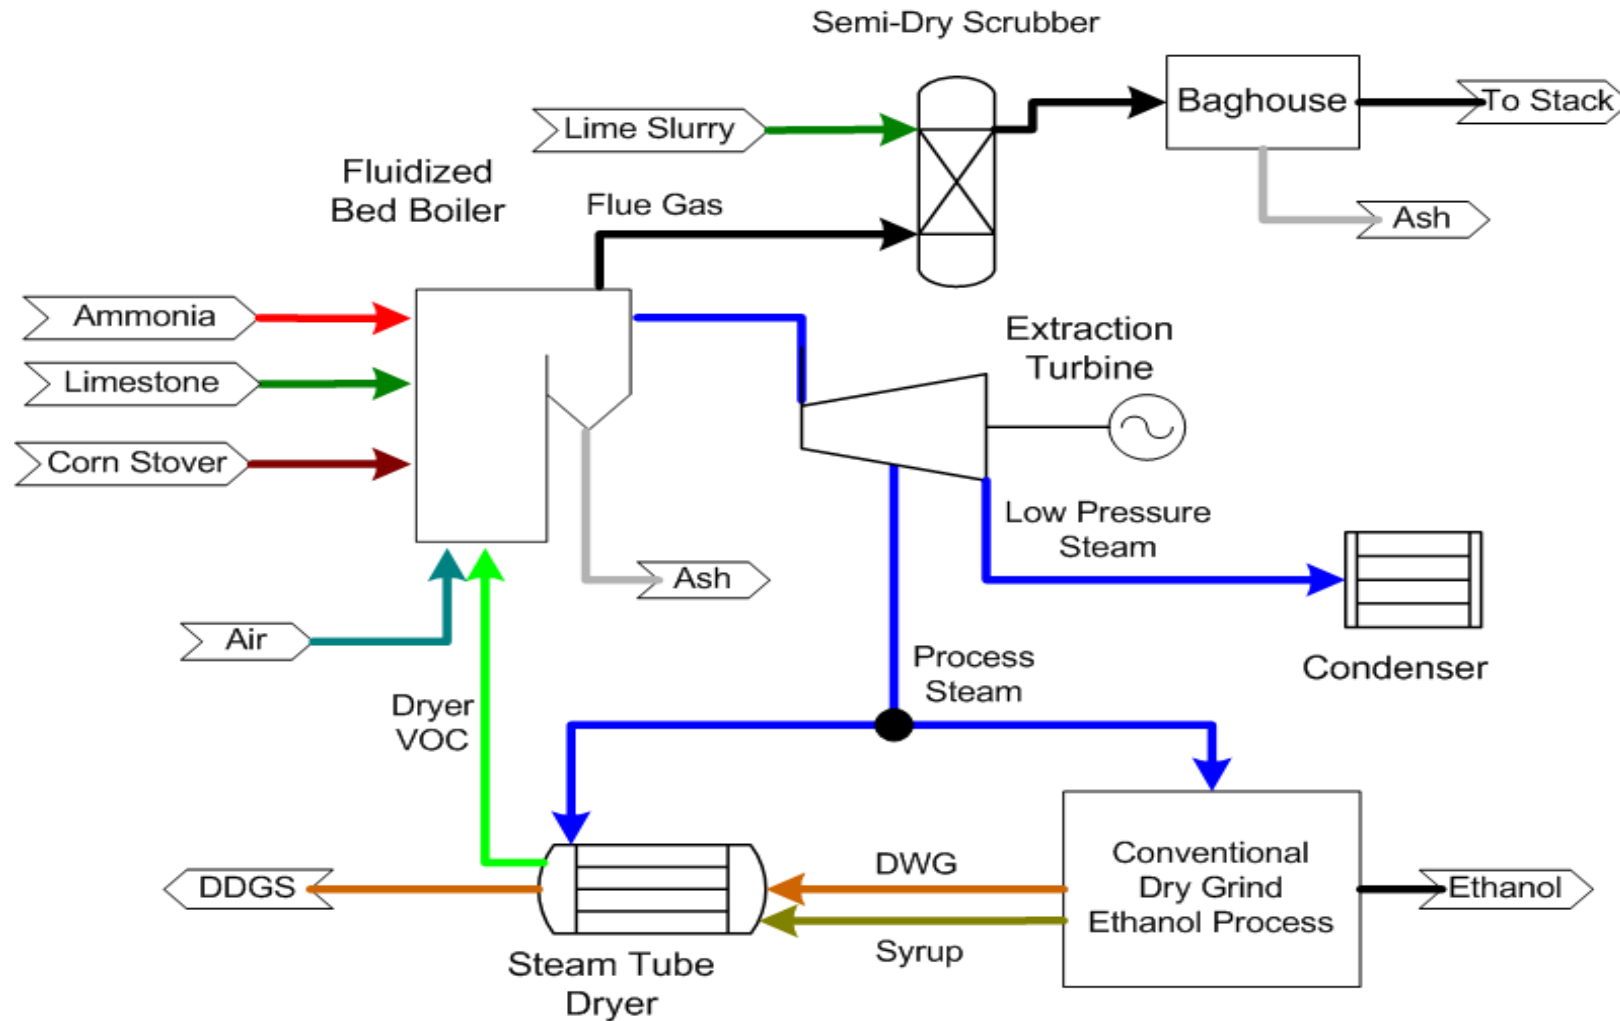 Semi-Dry Scrubber
Baghouse
To Stack
Lime Slurry
Fluidized
Bed Boiler
Flue Gas
Ash
Ammonia
Extraction
Turbine
Limestone
Corn Stover
Low Pressure
Steam
Ash
Air
Process
Steam
Condenser
Dryer
VOC
DWG
Conventional
Dry Grind
Ethanol Process
DDGS
Ethanol
Syrup
Steam Tube
Dryer